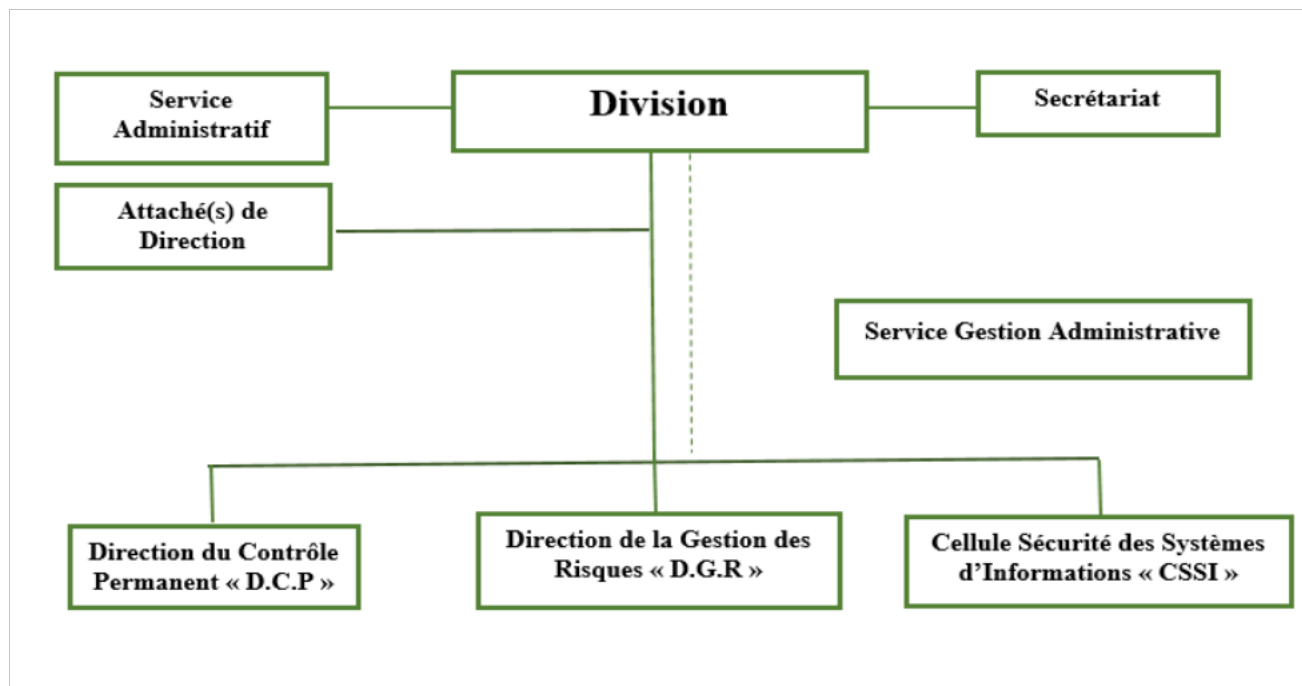 Service
Administratif
Division
Secrétariat
Attaché(s) de
Direction
Service Gestion Administrative
Direction du Contrôle
Permanent « D.C.P »
Direction de la Gestion des
Risques « D.G.R »
Cellule Sécurité des Systèmes
d’Informations « CSSI »